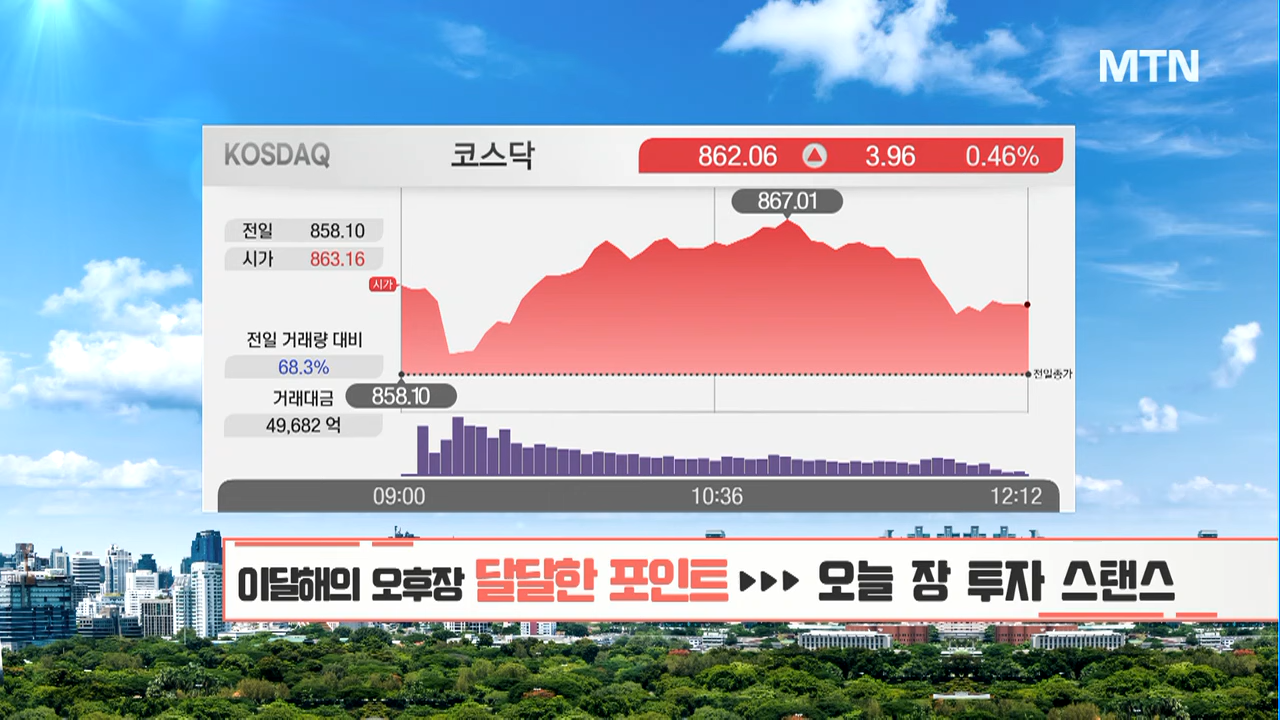 MTN
KOSDAQ 코스닥 862.06 ▲ 3.96 0.46%
867.01
전일 858.10
시가 863.16
시가
전일 거래량 대비
68.3%
전일종가
거래대금 858.10
49,682 억
09:00 10:36 12:12
이달해의 오후장 달달한 포인트 ▶▶▶ 오늘 장 투자 스탠스